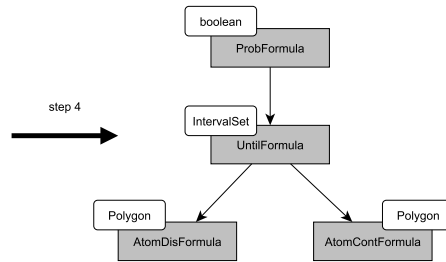 boolean
ProbFormula
step 4
IntervalSet
UntilFormula
Polygon
Polygon
AtomDisFormula
AtomContFormula